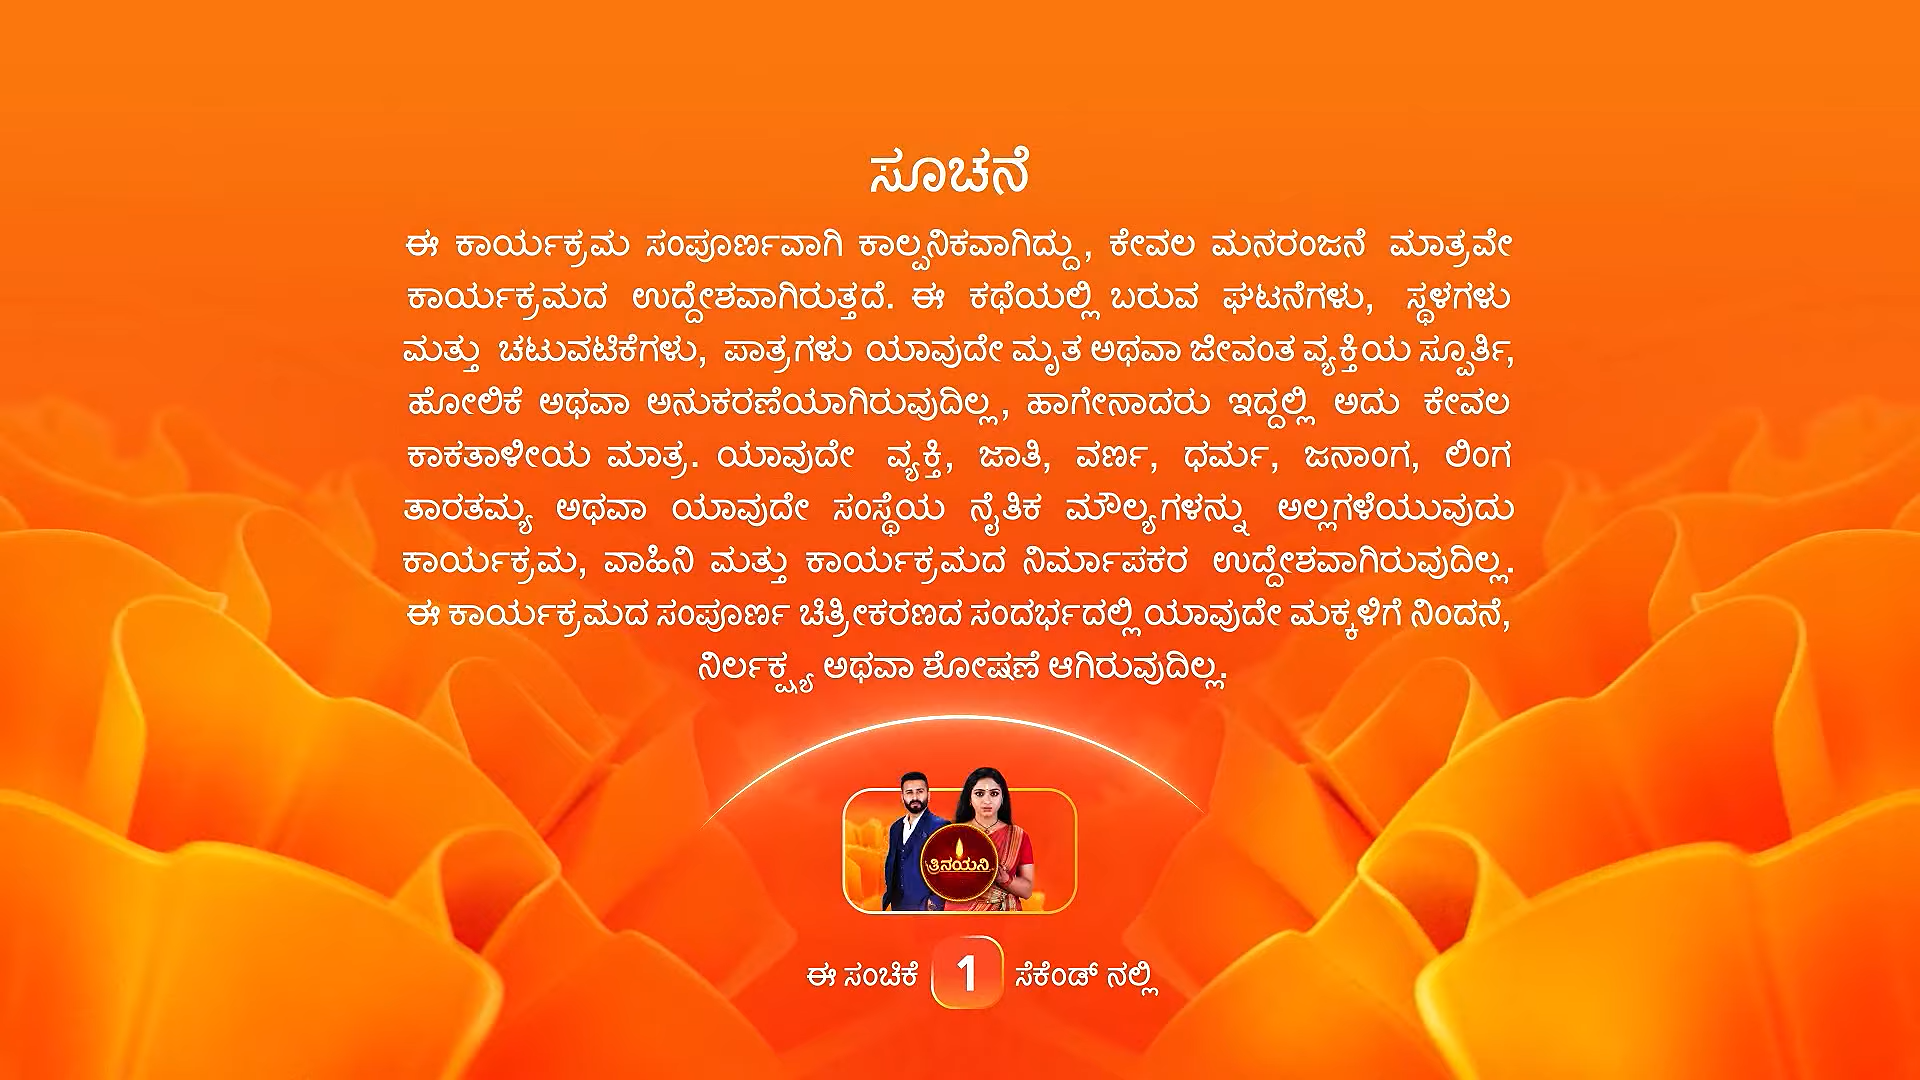 ಸೂಚನೆ
ಈ ಕಾರ್ಯಕ್ರಮ ಸಂಪೂರ್ಣವಾಗಿ ಕಾಲ್ಪನಿಕವಾಗಿದ್ದು, ಕೇವಲ ಮನರಂಜನೆ ಮಾತ್ರವೇ
ಕಾರ್ಯಕ್ರಮದ ಉದ್ದೇಶವಾಗಿರುತ್ತದೆ. ಈ ಕಥೆಯಲ್ಲಿ ಬರುವ ಘಟನೆಗಳು, ಸ್ಥಳಗಳು
ಮತ್ತು ಚಟುವಟಿಕೆಗಳು, ಪಾತ್ರಗಳು ಯಾವುದೇ ಮೃತ ಅಥವಾ ಜೀವಂತ ವ್ಯಕ್ತಿಯ ಸ್ಪೂರ್ತಿ,
ಹೋಲಿಕೆ ಅಥವಾ ಅನುಕರಣೆಯಾಗಿರುವುದಿಲ್ಲ, ಹಾಗೇನಾದರು ಇದ್ದಲ್ಲಿ ಅದು ಕೇವಲ
ಕಾಕತಾಳೀಯ ಮಾತ್ರ. ಯಾವುದೇ ವ್ಯಕ್ತಿ, ಜಾತಿ, ವರ್ಣ, ಧರ್ಮ, ಜನಾಂಗ, ಲಿಂಗ
ತಾರತಮ್ಯ ಅಥವಾ ಯಾವುದೇ ಸಂಸ್ಥೆಯ ನೈತಿಕ ಮೌಲ್ಯಗಳನ್ನು ಅಲ್ಲಗಳೆಯುವುದು
ಕಾರ್ಯಕ್ರಮ, ವಾಹಿನಿ ಮತ್ತು ಕಾರ್ಯಕ್ರಮದ ನಿರ್ಮಾಪಕರ ಉದ್ದೇಶವಾಗಿರುವುದಿಲ್ಲ.
ಈ ಕಾರ್ಯಕ್ರಮದ ಸಂಪೂರ್ಣ ಚಿತ್ರೀಕರಣದ ಸಂದರ್ಭದಲ್ಲಿ ಯಾವುದೇ ಮಕ್ಕಳಿಗೆ ನಿಂದನೆ,
ನಿರ್ಲಕ್ಷ್ಯ ಅಥವಾ ಶೋಷಣೆ ಆಗಿರುವುದಿಲ್ಲ.
ತ್ರಿನಯನಿ
ಈ ಸಂಚಿಕೆ 1 ಸೆಕೆಂಡ್ ನಲ್ಲಿ